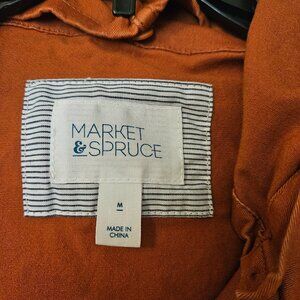 MARKET
& SPRUCE
M
MADE IN
CHINA